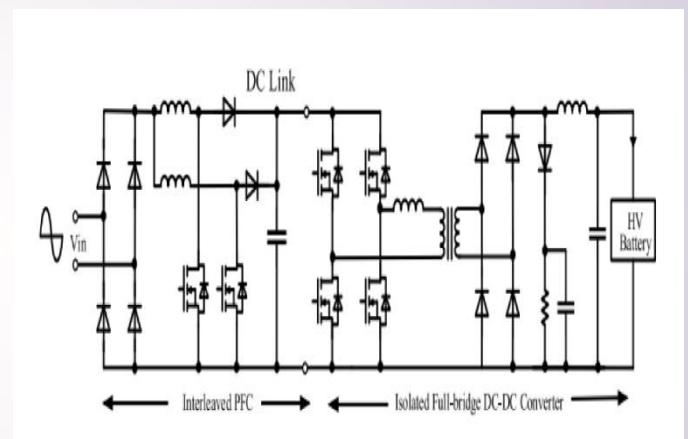 DC Link
Vin
HV
Battery
Interleaved PFC
Isolated Full-bridge DC-DC Converter